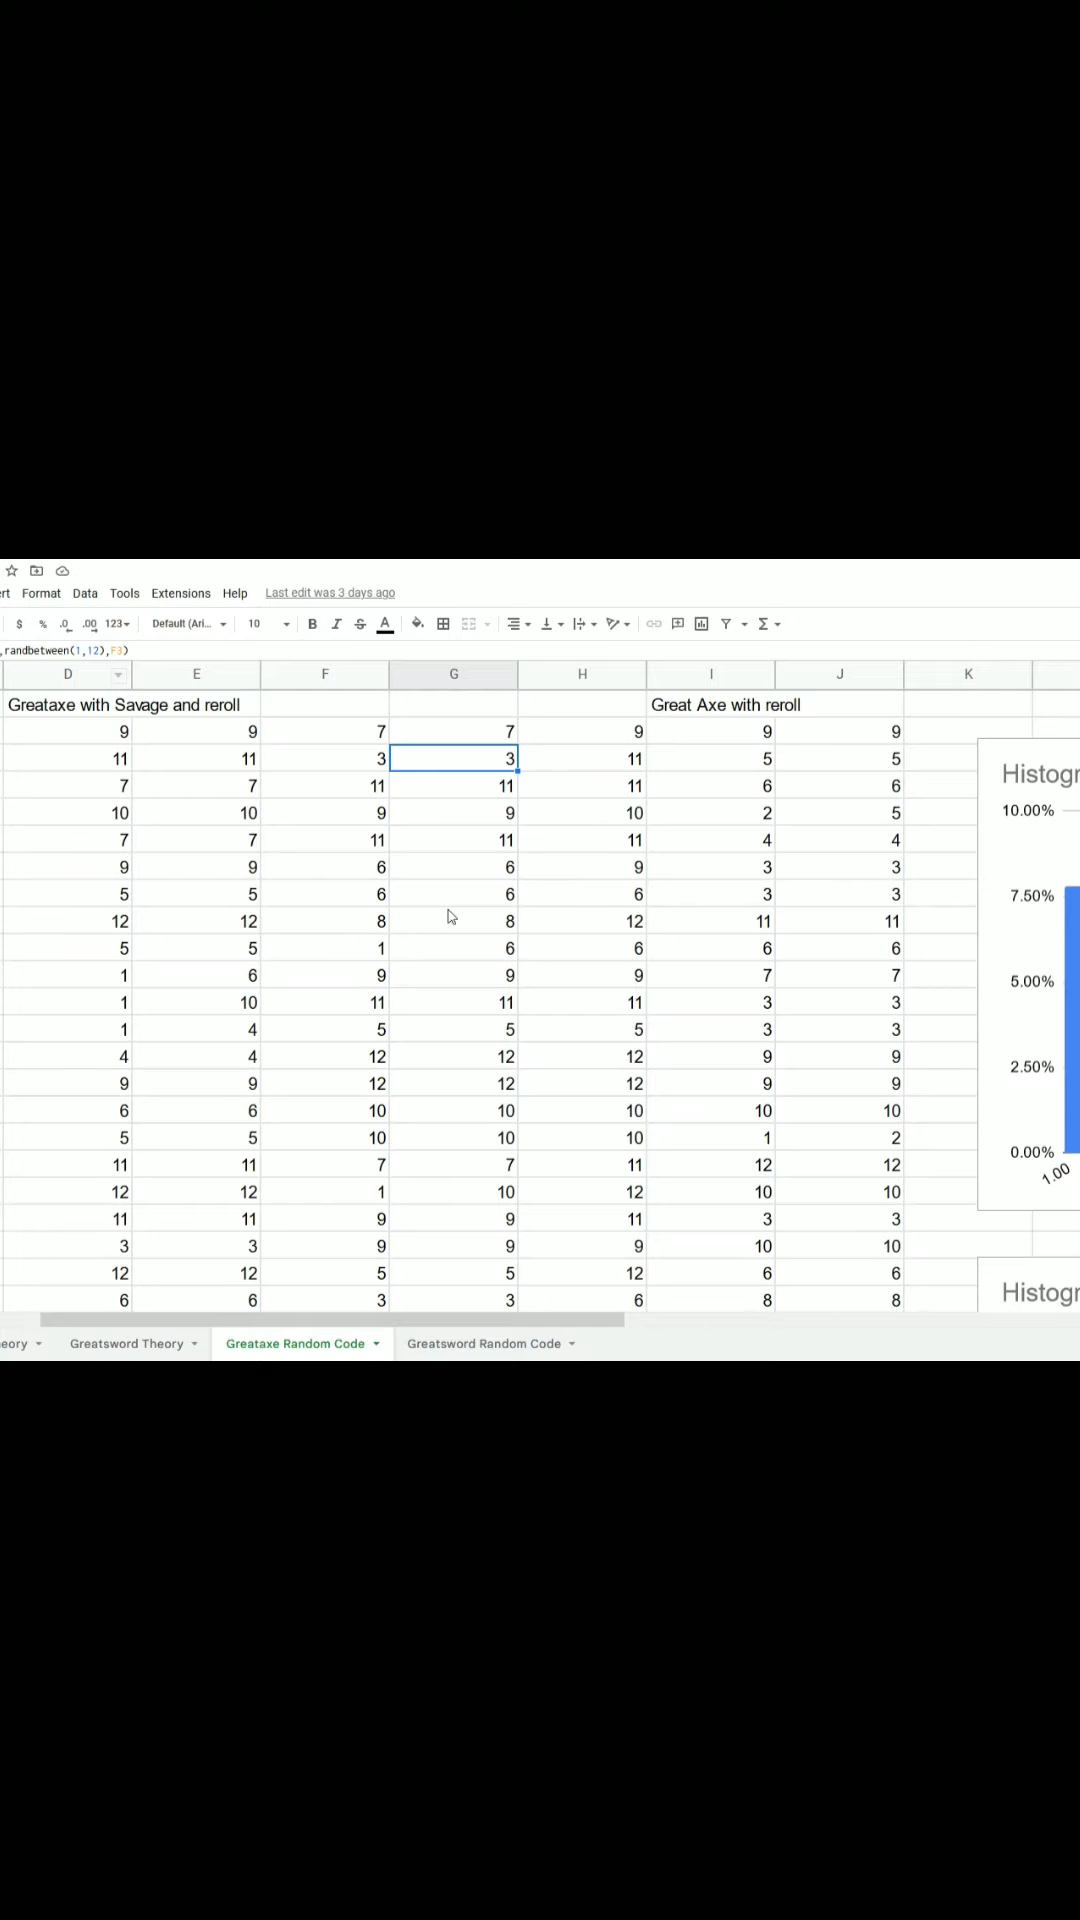 rt Format Data Tools Extensions Help Last edit was 3 days ago
$ % .0 .00 123 Default (Ari... 10 B I S A Σ
,randbetween(1,12),F3)
D E F G H I J K
Greataxe with Savage and reroll Great Axe with reroll
9 9 7 7 9 9 9
11 11 3 3 11 5 5
7 7 11 11 11 6 6
10 10 9 9 10 2 5
7 7 11 11 11 4 4
9 9 6 6 9 3 3
5 5 6 6 6 3 3
12 12 8 8 12 11 11
5 5 1 6 6 6 6
1 6 9 9 9 7 7
1 10 11 11 11 3 3
1 4 5 5 5 3 3
4 4 12 12 12 9 9
9 9 12 12 12 9 9
6 6 10 10 10 10 10
5 5 10 10 10 1 2
11 11 7 7 11 12 12
12 12 1 10 12 10 10
11 11 9 9 11 3 3
3 3 9 9 9 10 10
12 12 5 5 12 6 6
6 6 3 3 6 8 8
Histogr
10.00%
7.50%
5.00%
2.50%
0.00%
1.00
Histogr
eory Greatsword Theory Greataxe Random Code Greatsword Random Code